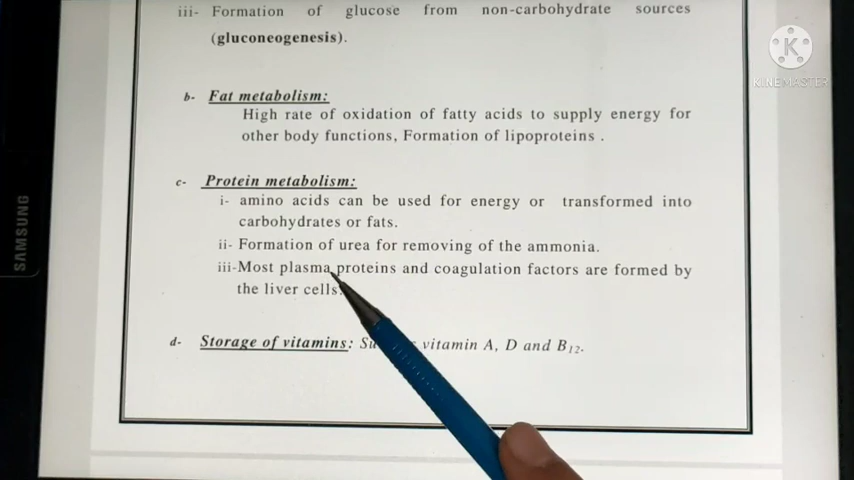 iii- Formation of glucose from non-carbohydrate sources
(gluconeogenesis).
K
KINEMASTER
b- Fat metabolism:
High rate of oxidation of fatty acids to supply energy for
other body functions, Formation of lipoproteins .
c- Protein metabolism:
i- amino acids can be used for energy or transformed into
carbohydrates or fats.
ii- Formation of urea for removing of the ammonia.
iii-Most plasma proteins and coagulation factors are formed by
the liver cells.
d- Storage of vitamins: vitamin A, D and B12.
SAMSUNG